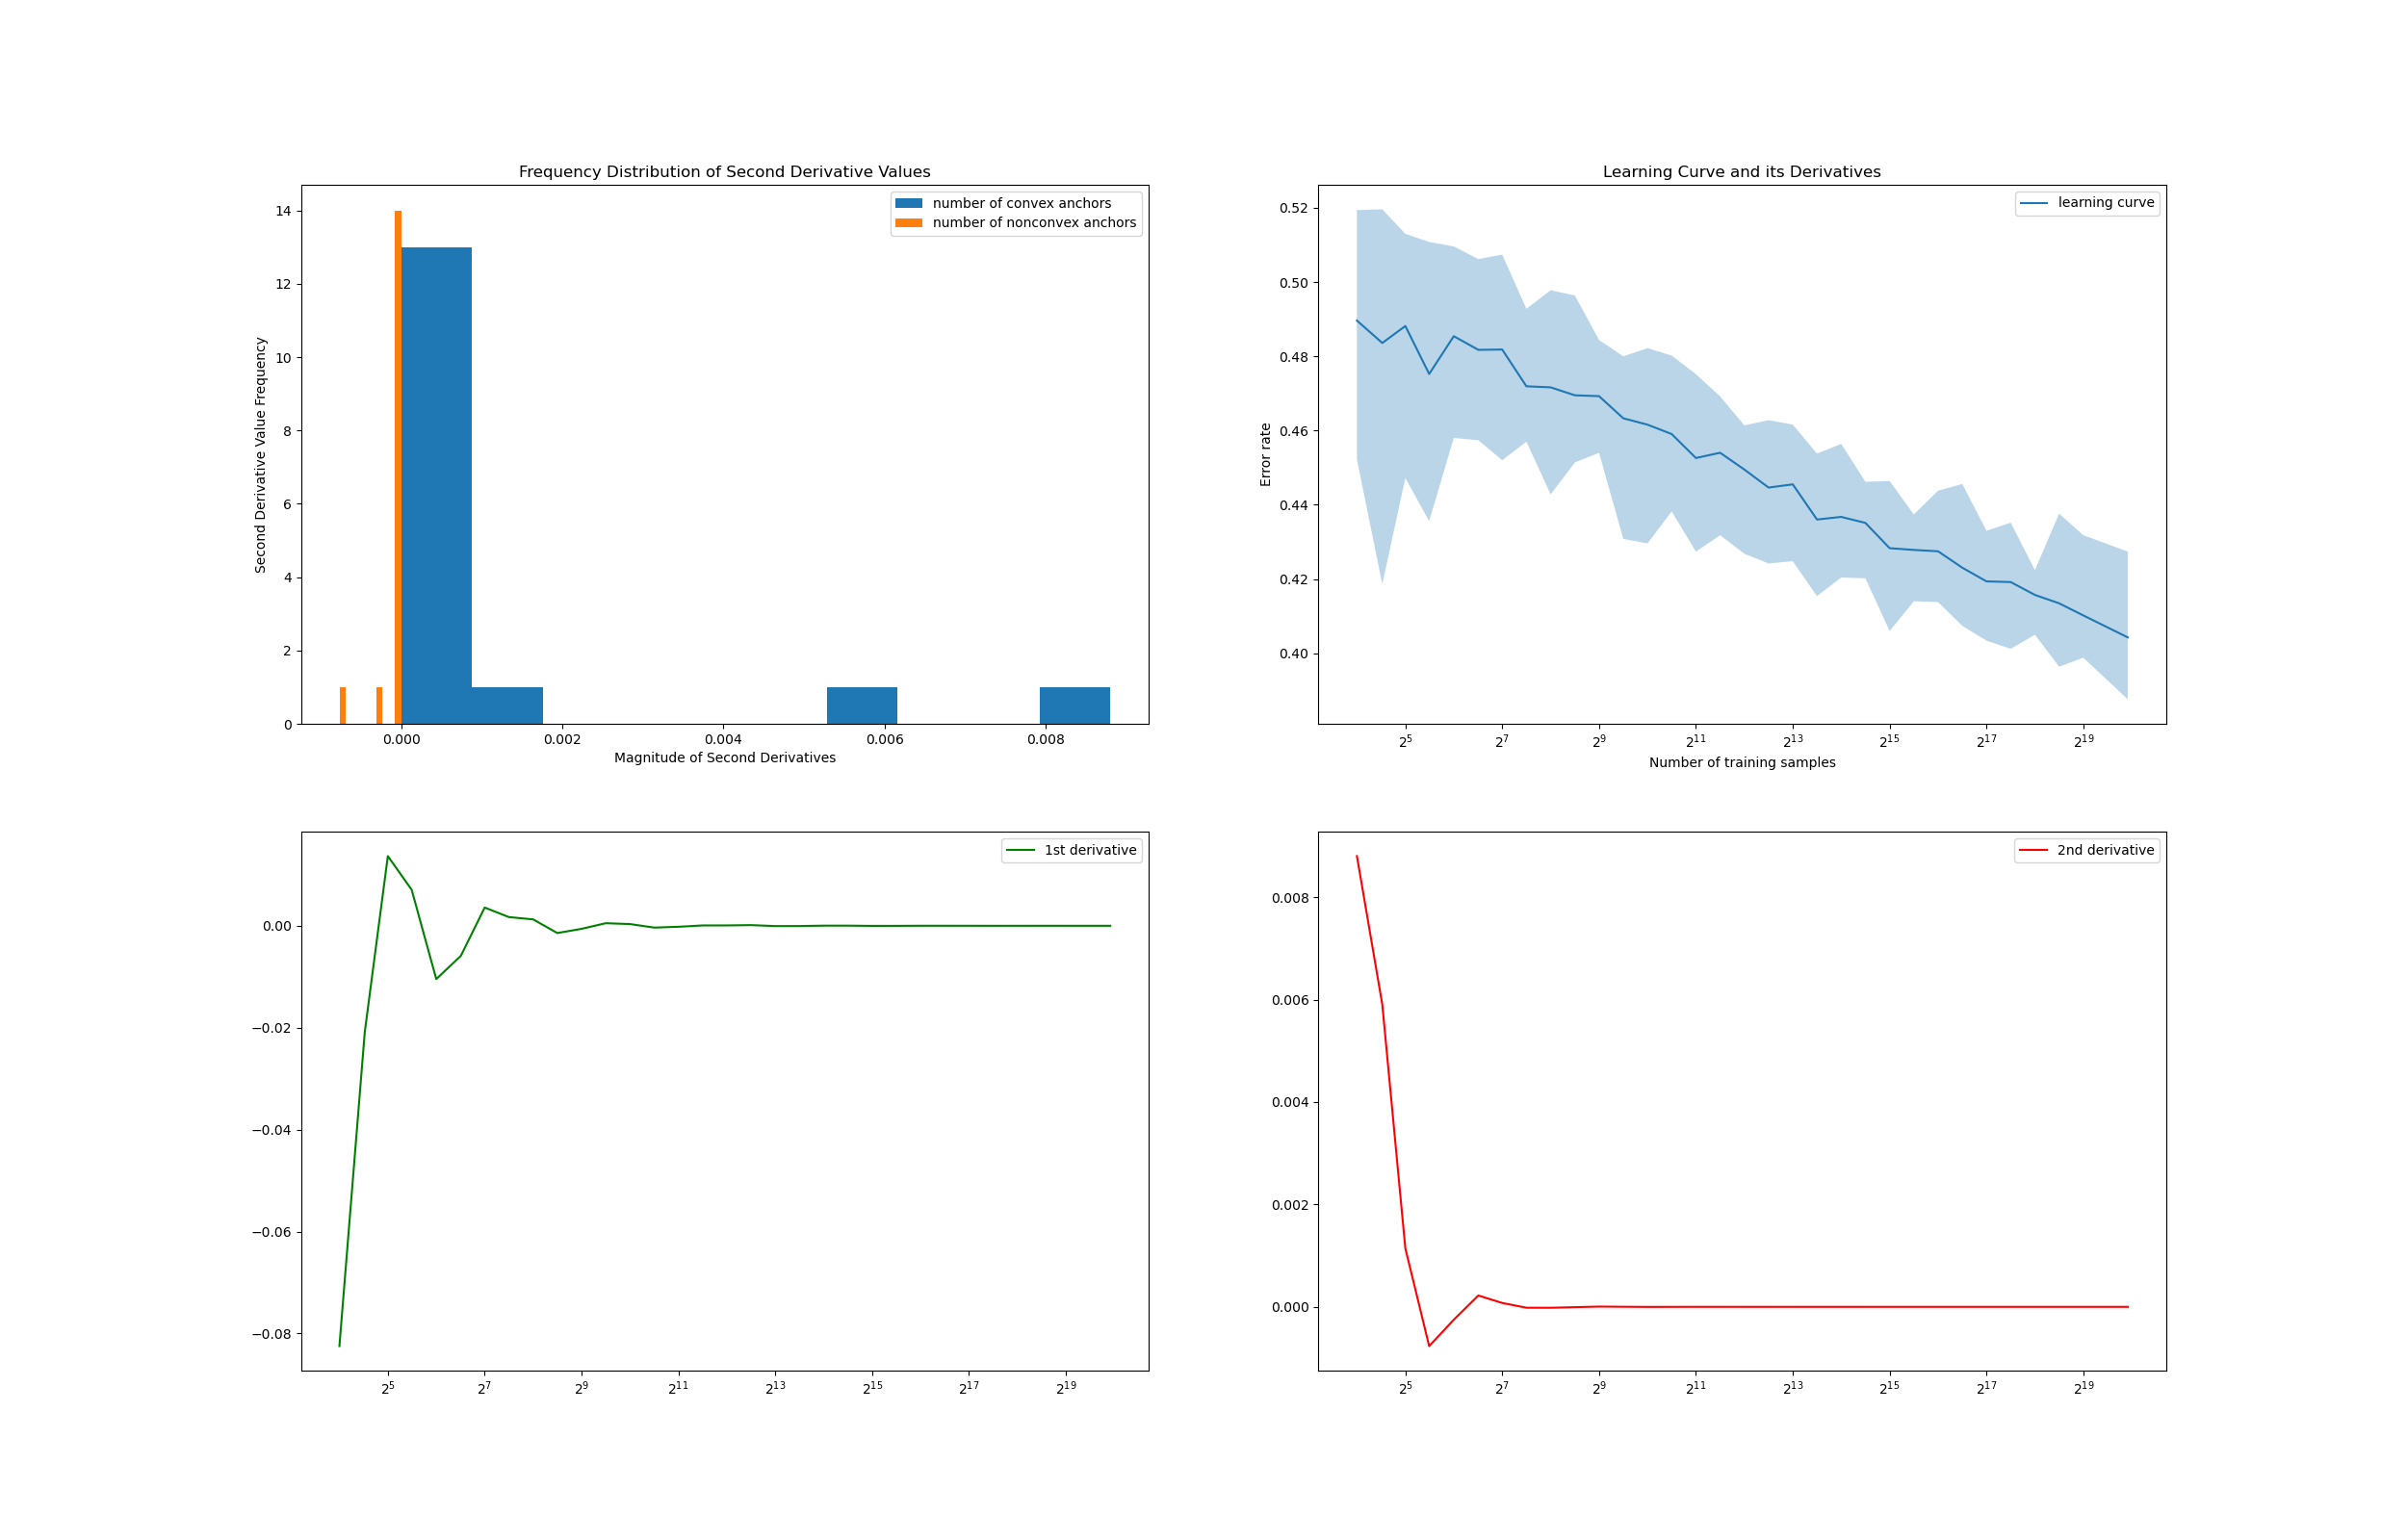 Frequency Distribution of Second Derivative Values
number of convex anchors
number of nonconvex anchors
14
12
10
8
6
4
2
0
Second Derivative Value Frequency
0.000 0.002 0.004 0.006 0.008
Magnitude of Second Derivatives
Learning Curve and its Derivatives
learning curve
0.52
0.50
0.48
0.46
0.44
0.42
0.40
Error rate
2^5 2^7 2^9 2^11 2^13 2^15 2^17 2^19
Number of training samples
1st derivative
0.00
−0.02
−0.04
−0.06
−0.08
2^5 2^7 2^9 2^11 2^13 2^15 2^17 2^19
2nd derivative
0.008
0.006
0.004
0.002
0.000
2^5 2^7 2^9 2^11 2^13 2^15 2^17 2^19